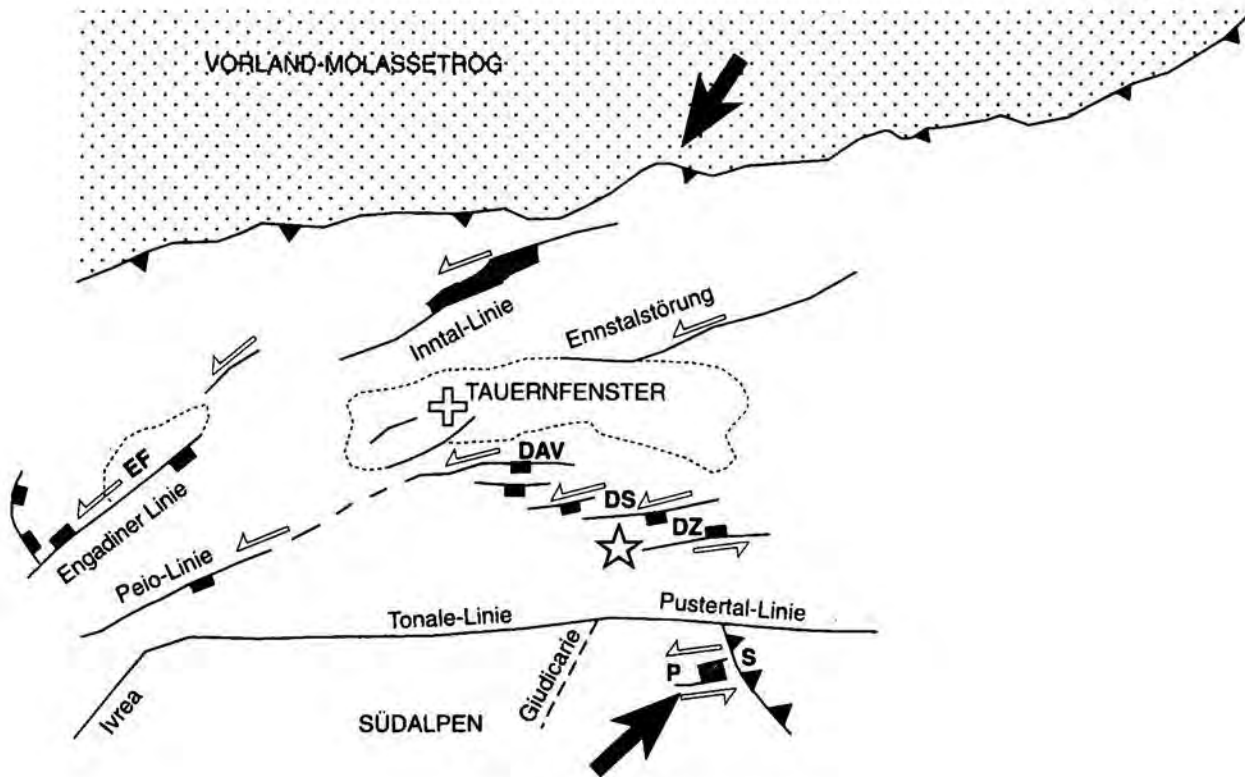 VORLAND-MOLASSETROG
Inntal-Linie
Ennstalstörung
TAUERNFENSTER
EF
DAV
Engadiner Linie
DS
DZ
Peio-Linie
Tonale-Linie
Pustertal-Linie
Ivrea
Giudicarie
P
S
SÜDALPEN